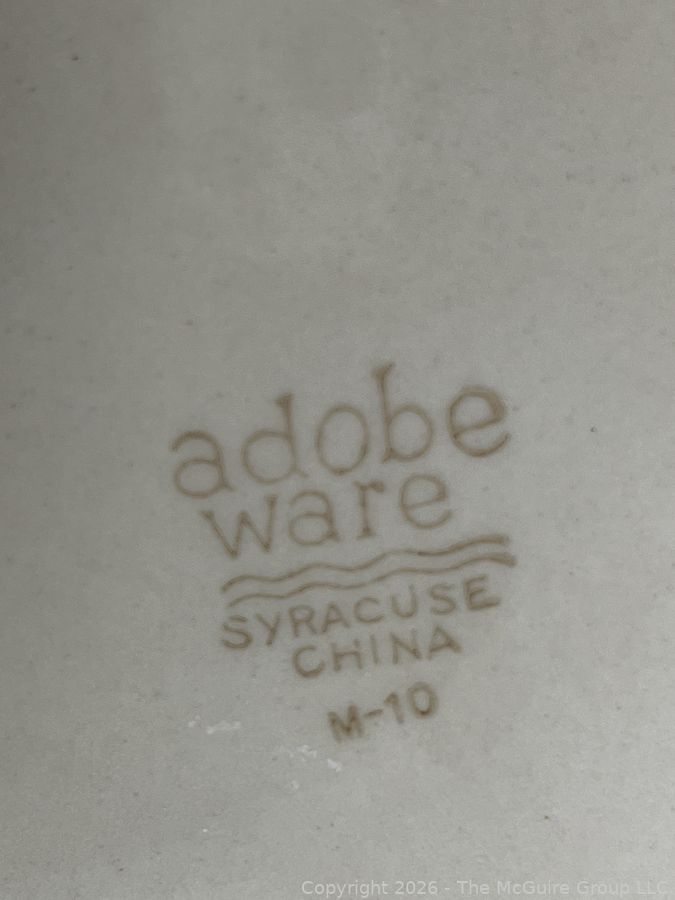 adobe
ware
SYRACUSE
CHINA
M-10
Copyright 2026 - The McGuire Group LLC